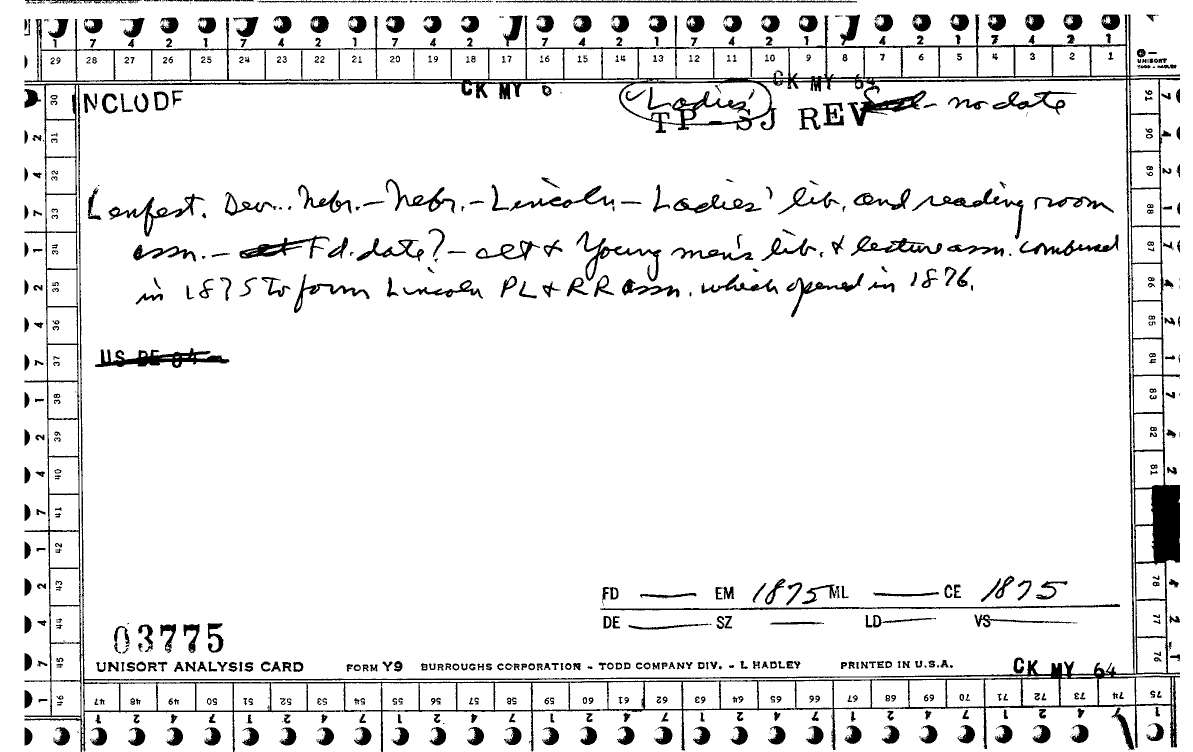 7 4 2 1 7 4 2 1 7 4 2 1 7 4 2 1 7 4 2 1 7 4 2 1 7 4 2 1
29 28 27 26 25 24 23 22 21 20 19 18 17 16 15 14 13 12 11 10 9 8 7 6 5 4 3 2 1
UNISORT
TODD - HADLEY
CK MY 6 CK MY 64
INCLUDE Ladies' no date
TP - SJ REV
Lenfest. Dev... Nebr. - Nebr. - Lincoln - Ladies' lib. and reading room
assn. - Fd. date? - & Young men's lib. & lecture assn. combined
in 1875 to form Lincoln PL & RR assn. which opened in 1876.
US DE 84
FD — EM 1875 ML — CE 1875
DE — SZ — LD — VS —
03775
UNISORT ANALYSIS CARD FORM Y9 BURROUGHS CORPORATION - TODD COMPANY DIV. - L HADLEY PRINTED IN U.S.A. CK MY 64
30 31 32 33 34 35 36 37 38 39 40 41 42 43 44 45 46
91 90 89 88 87 86 85 84 83 82 81 78 77 76 75
47 48 49 50 51 52 53 54 55 56 57 58 59 60 61 62 63 64 65 66 67 68 69 70 71 72 73 74